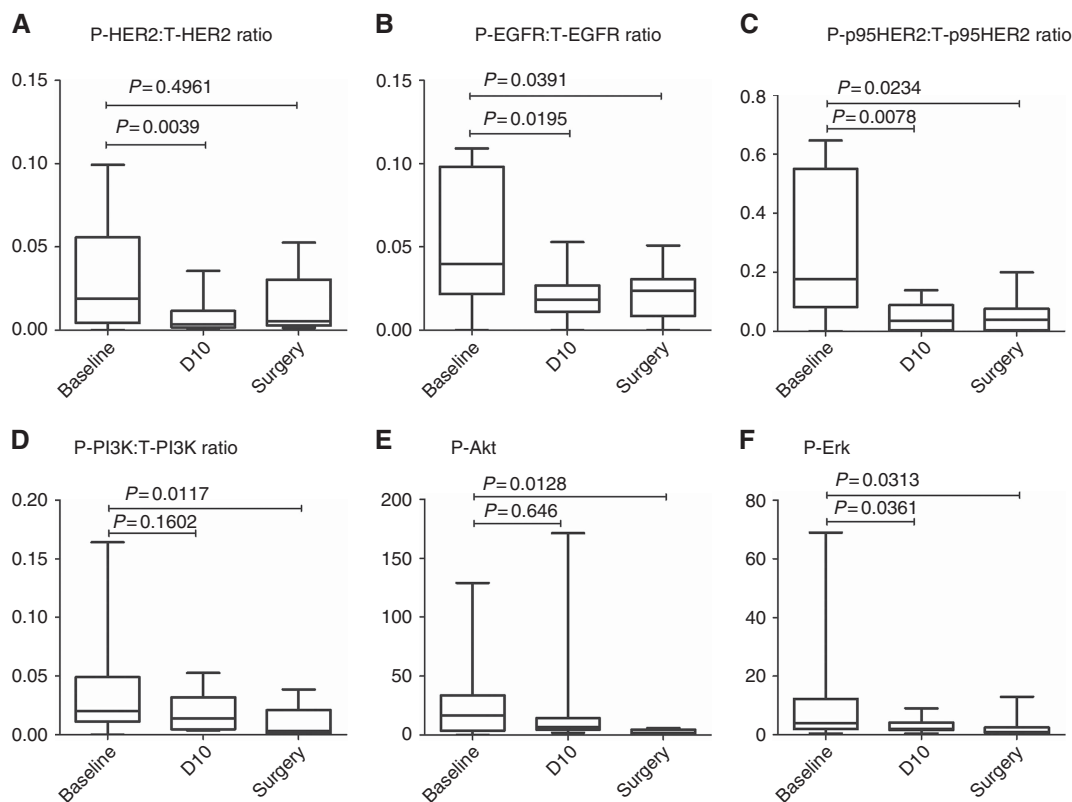 A
P-HER2:T-HER2 ratio
0.15
0.10
0.05
0.00
P=0.4961
P=0.0039
Baseline
D10
Surgery
B
P-EGFR:T-EGFR ratio
0.15
0.10
0.05
0.00
P=0.0391
P=0.0195
Baseline
D10
Surgery
C
P-p95HER2:T-p95HER2 ratio
0.8
0.6
0.4
0.2
0.0
P=0.0234
P=0.0078
Baseline
D10
Surgery
D
P-PI3K:T-PI3K ratio
0.20
0.15
0.10
0.05
0.00
P=0.0117
P=0.1602
Baseline
D10
Surgery
E
P-Akt
200
150
100
50
0
P=0.0128
P=0.646
Baseline
D10
Surgery
F
P-Erk
80
60
40
20
0
P=0.0313
P=0.0361
Baseline
D10
Surgery